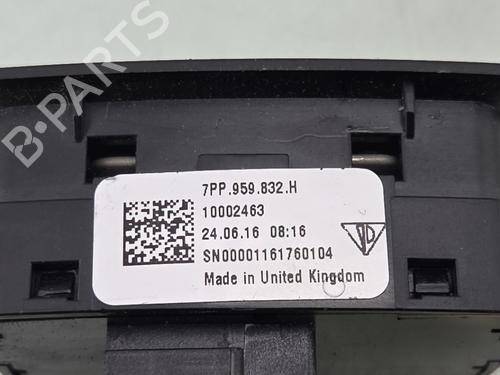 B-PARTS
7PP.959.832.H
10002463
24.06.16 08:16
SN00001161760104
Made in United Kingdom